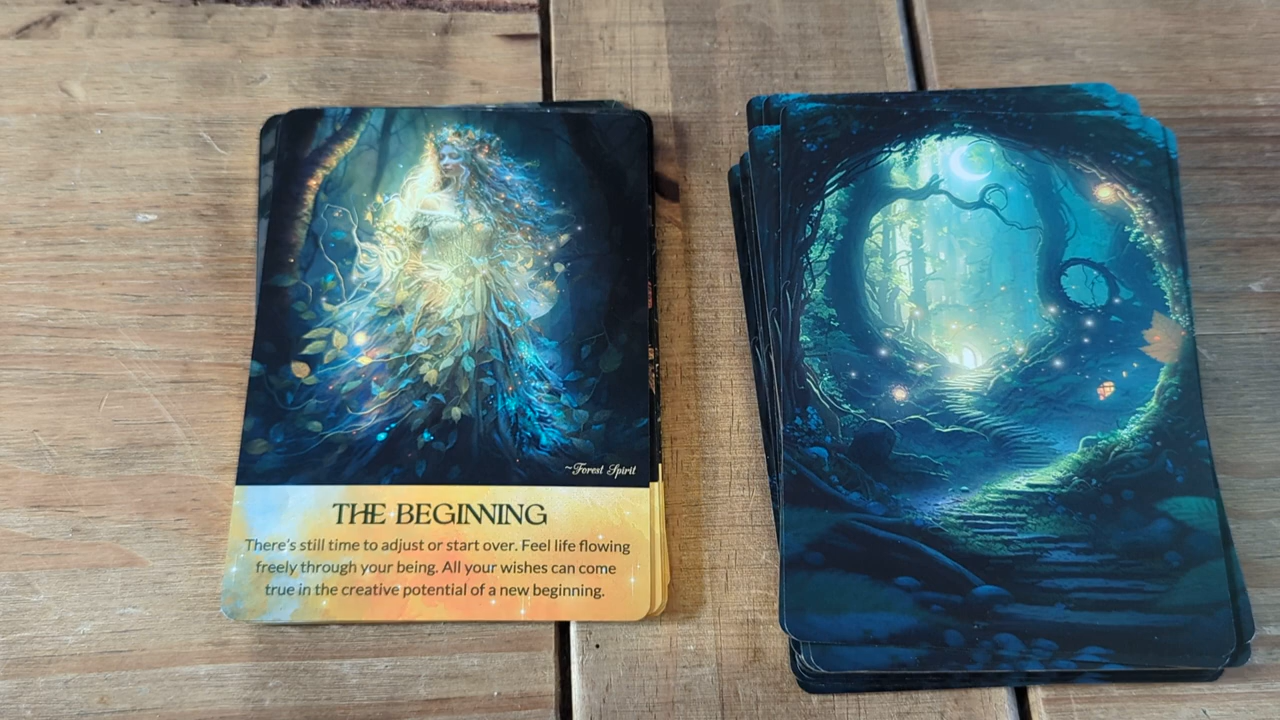 ~Forest Spirit
THE BEGINNING
There's still time to adjust or start over. Feel life flowing
freely through your being. All your wishes can come
true in the creative potential of a new beginning.